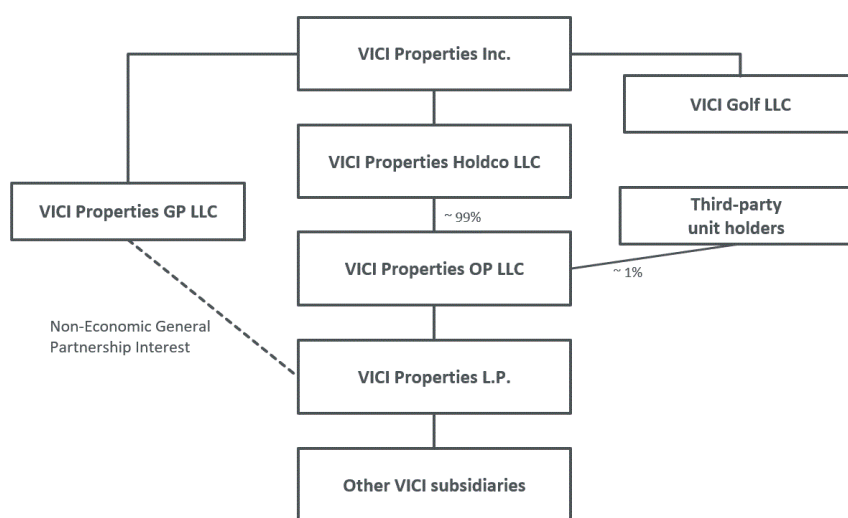 VICI Properties Inc.
VICI Golf LLC
VICI Properties Holdco LLC
VICI Properties GP LLC
~ 99%
Third-party
unit holders
VICI Properties OP LLC
~ 1%
Non-Economic General
Partnership Interest
VICI Properties L.P.
Other VICI subsidiaries